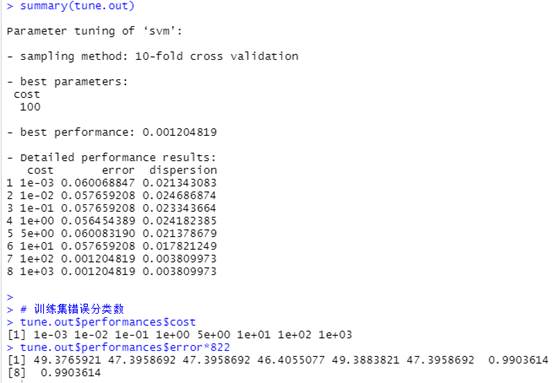 > summary(tune.out)
Parameter tuning of ‘svm’:
- sampling method: 10-fold cross validation
- best parameters:
 cost
  100
- best performance: 0.001204819
- Detailed performance results:
   cost       error  dispersion
1 1e-03 0.060068847 0.021343083
2 1e-02 0.057659208 0.024686874
3 1e-01 0.057659208 0.023343664
4 1e+00 0.056454389 0.024182385
5 5e+00 0.060083190 0.021378679
6 1e+01 0.057659208 0.017821249
7 1e+02 0.001204819 0.003809973
8 1e+03 0.001204819 0.003809973
>
> # 训练集错误分类数
> tune.out$performances$cost
[1] 1e-03 1e-02 1e-01 1e+00 5e+00 1e+01 1e+02 1e+03
> tune.out$performances$error*822
[1] 49.3765921 47.3958692 47.3958692 46.4055077 49.3883821 47.3958692  0.9903614
[8]  0.9903614